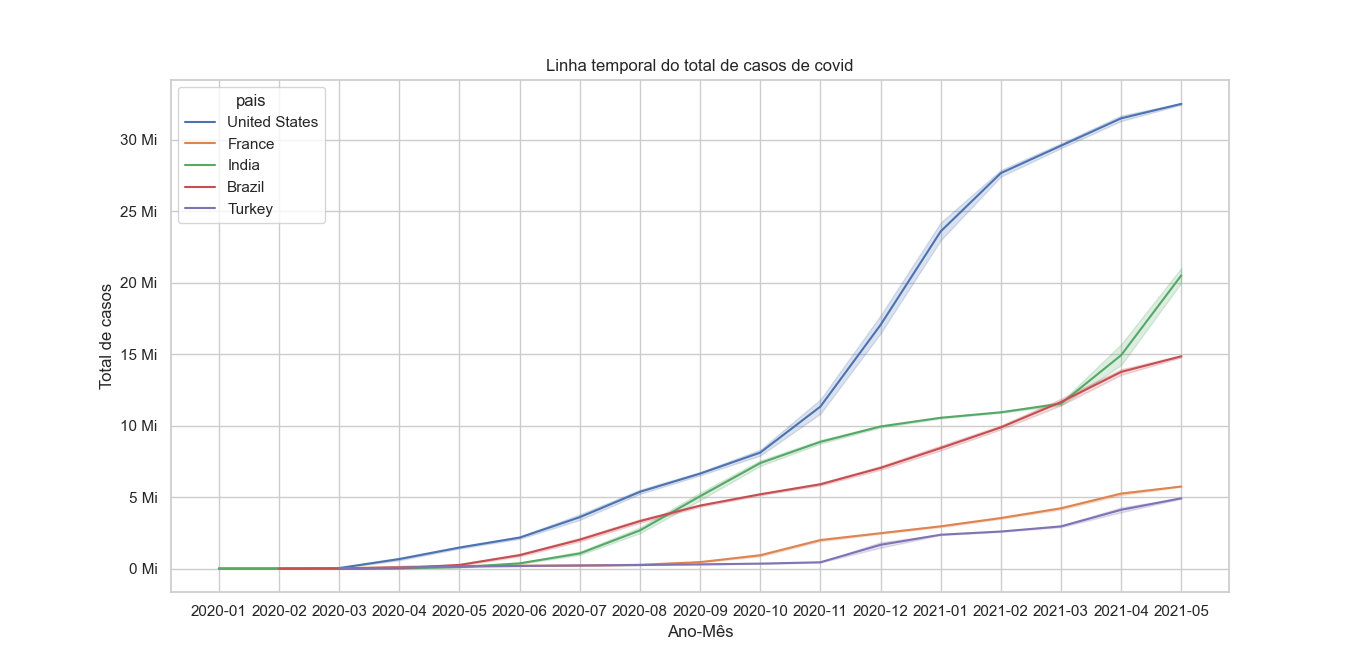 Linha temporal do total de casos de covid
pais
United States
France
India
Brazil
Turkey
Total de casos
30 Mi
25 Mi
20 Mi
15 Mi
10 Mi
5 Mi
0 Mi
2020-01 2020-02 2020-03 2020-04 2020-05 2020-06 2020-07 2020-08 2020-09 2020-10 2020-11 2020-12 2021-01 2021-02 2021-03 2021-04 2021-05
Ano-Mês